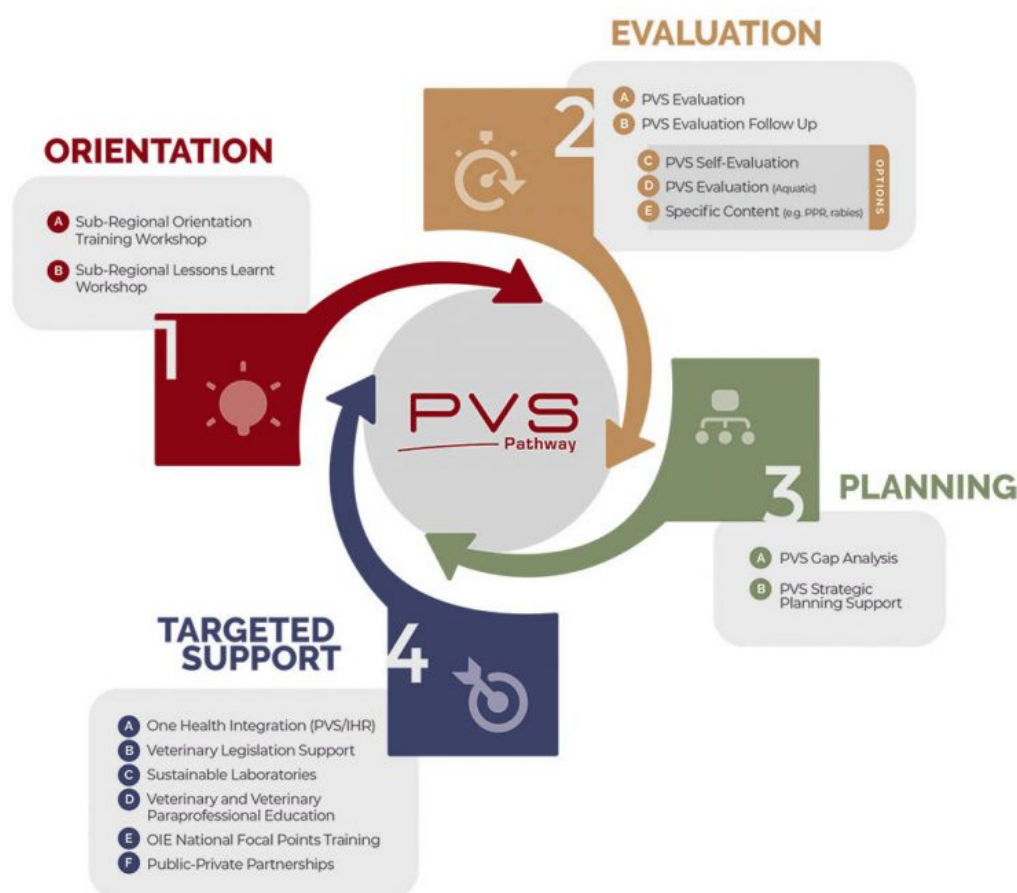 ORIENTATION
1
A Sub-Regional Orientation
Training Workshop
B Sub-Regional Lessons Learnt
Workshop
EVALUATION
2
A PVS Evaluation
B PVS Evaluation Follow Up
C PVS Self-Evaluation
D PVS Evaluation (Aquatic)
E Specific Content (e.g. PPR, rabies)
OPTIONS
PVS
Pathway
3
PLANNING
A PVS Gap Analysis
B PVS Strategic
Planning Support
TARGETED
SUPPORT
4
A One Health Integration (PVS/IHR)
B Veterinary Legislation Support
C Sustainable Laboratories
D Veterinary and Veterinary
Paraprofessional Education
E OIE National Focal Points Training
F Public-Private Partnerships